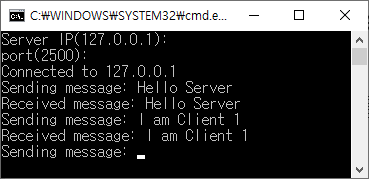 C:₩WINDOWS₩SYSTEM32₩cmd.e...
Server IP(127.0.0.1):
port(2500):
Connected to 127.0.0.1
Sending message: Hello Server
Received message: Hello Server
Sending message: I am Client 1
Received message: I am Client 1
Sending message: